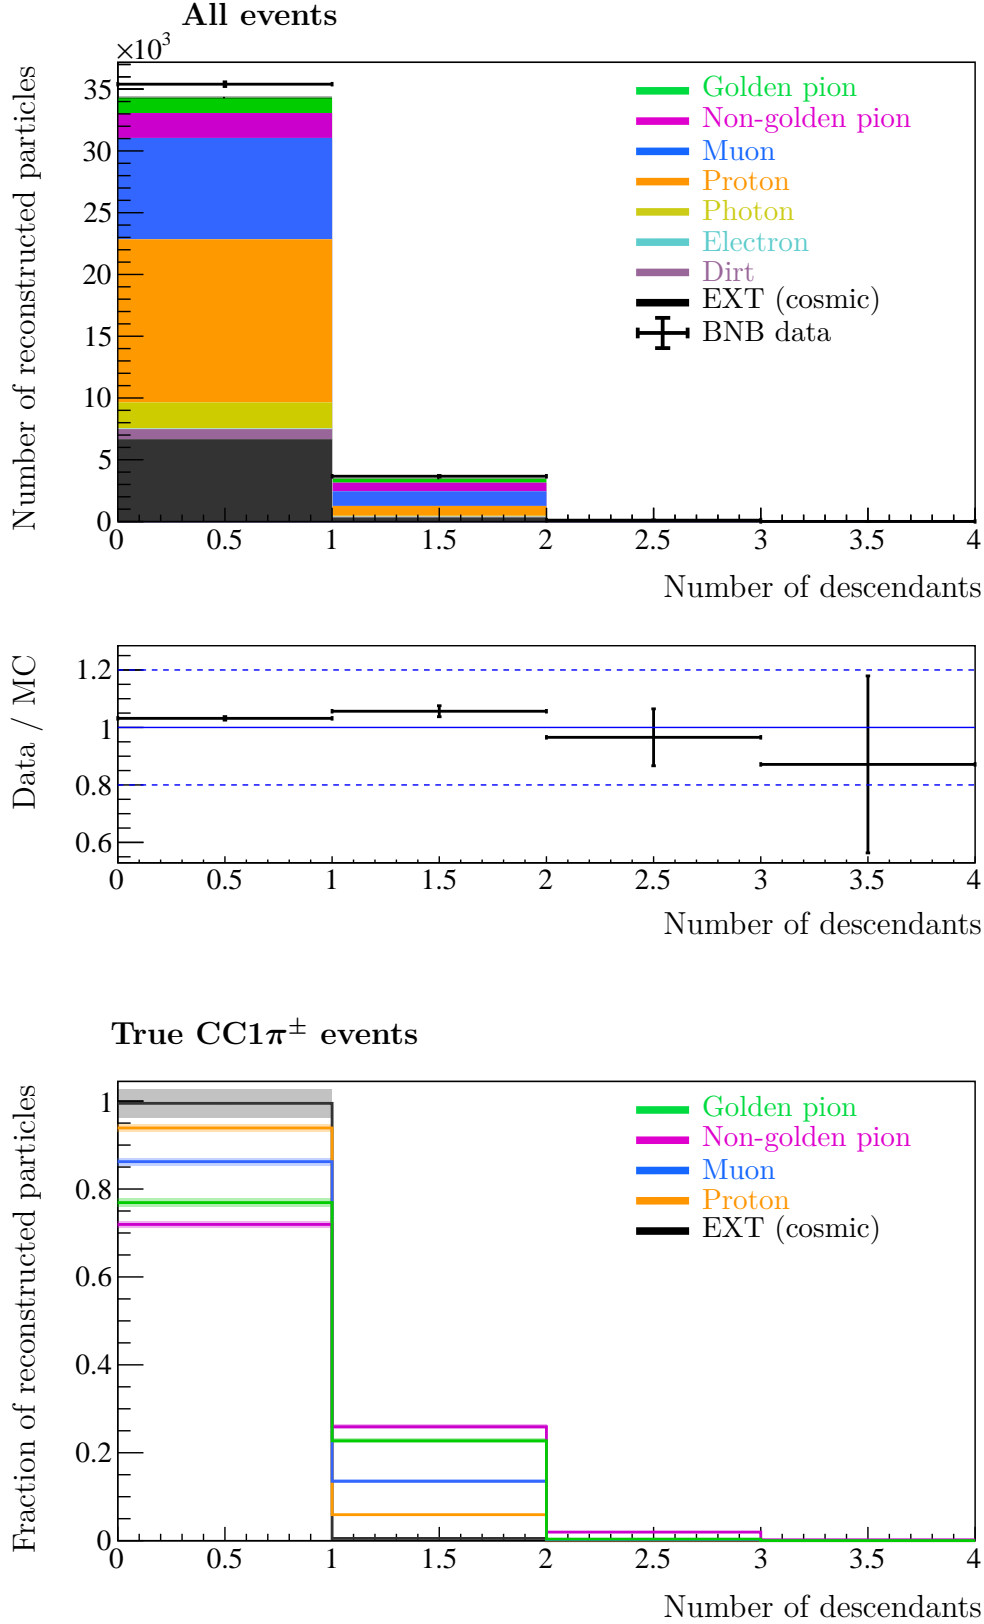 All events
×10³
Number of reconstructed particles
35
30
25
20
15
10
5
0
Golden pion
Non-golden pion
Muon
Proton
Photon
Electron
Dirt
EXT (cosmic)
BNB data
0 0.5 1 1.5 2 2.5 3 3.5 4
Number of descendants
Data / MC
1.2
1
0.8
0.6
0 0.5 1 1.5 2 2.5 3 3.5 4
Number of descendants
True CC1π± events
Fraction of reconstructed particles
1
0.8
0.6
0.4
0.2
0
Golden pion
Non-golden pion
Muon
Proton
EXT (cosmic)
0 0.5 1 1.5 2 2.5 3 3.5 4
Number of descendants